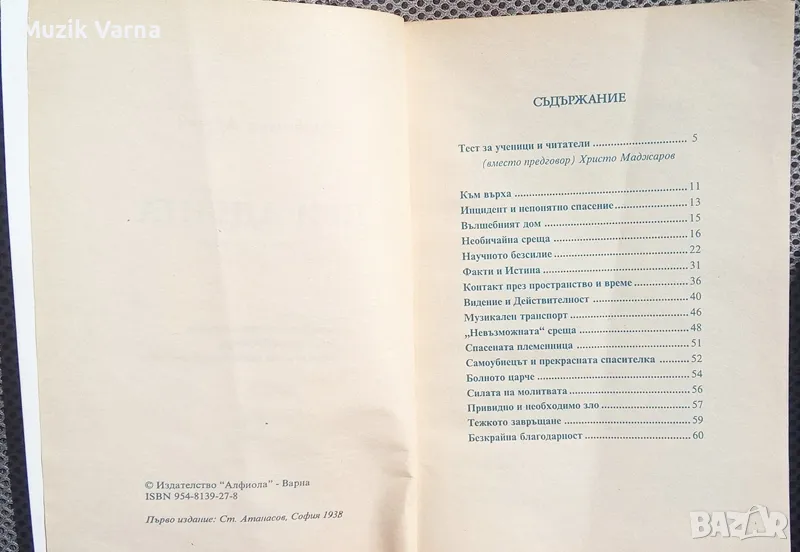 Muzik Varna
© Издателство "Алфиола" - Варна
ISBN 954-8139-27-8
Първо издание: Ст. Атанасов, София 1938
СЪДЪРЖАНИЕ
Тест за ученици и читатели ........................... 5
(вместо предговор) Христо Маджаров
Към върха ........................... 11
Инцидент и непонятно спасение ........................... 13
Вълшебният дом ........................... 15
Необичайна среща ........................... 16
Научното безсилие ........................... 22
Факти и Истина ........................... 31
Контакт през пространство и време ........................... 36
Видение и Действителност ........................... 40
Музикален транспорт ........................... 46
„Невъзможната“ среща ........................... 48
Спасената племенница ........................... 51
Самоубиецът и прекрасната спасителка ........................... 52
Болното царче ........................... 54
Силата на молитвата ........................... 56
Привидно и необходимо зло ........................... 57
Тежкото завръщане ........................... 59
Безкрайна благодарност ........................... 60
BAZAR